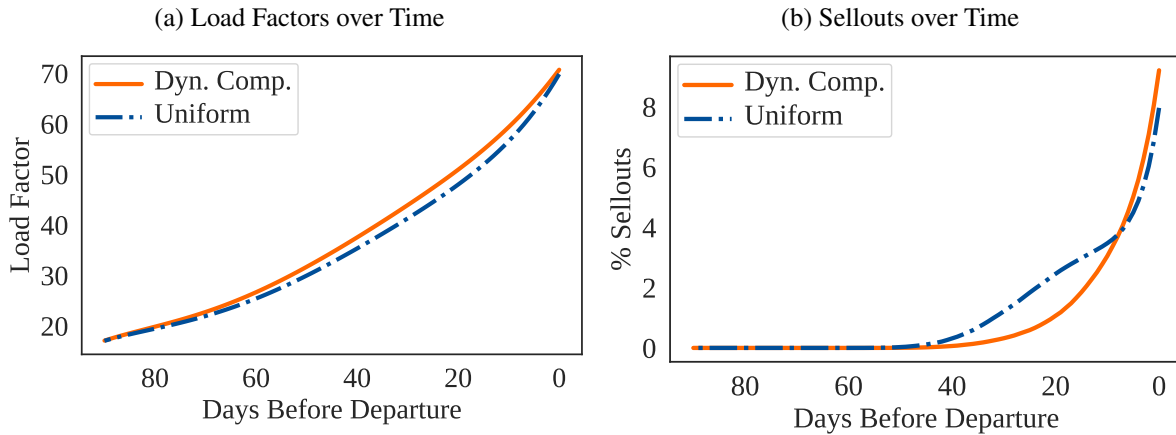 (a) Load Factors over Time
70
60
50
40
30
20
Load Factor
Dyn. Comp.
Uniform
80
60
40
20
0
Days Before Departure
(b) Sellouts over Time
8
6
4
2
0
% Sellouts
Dyn. Comp.
Uniform
80
60
40
20
0
Days Before Departure